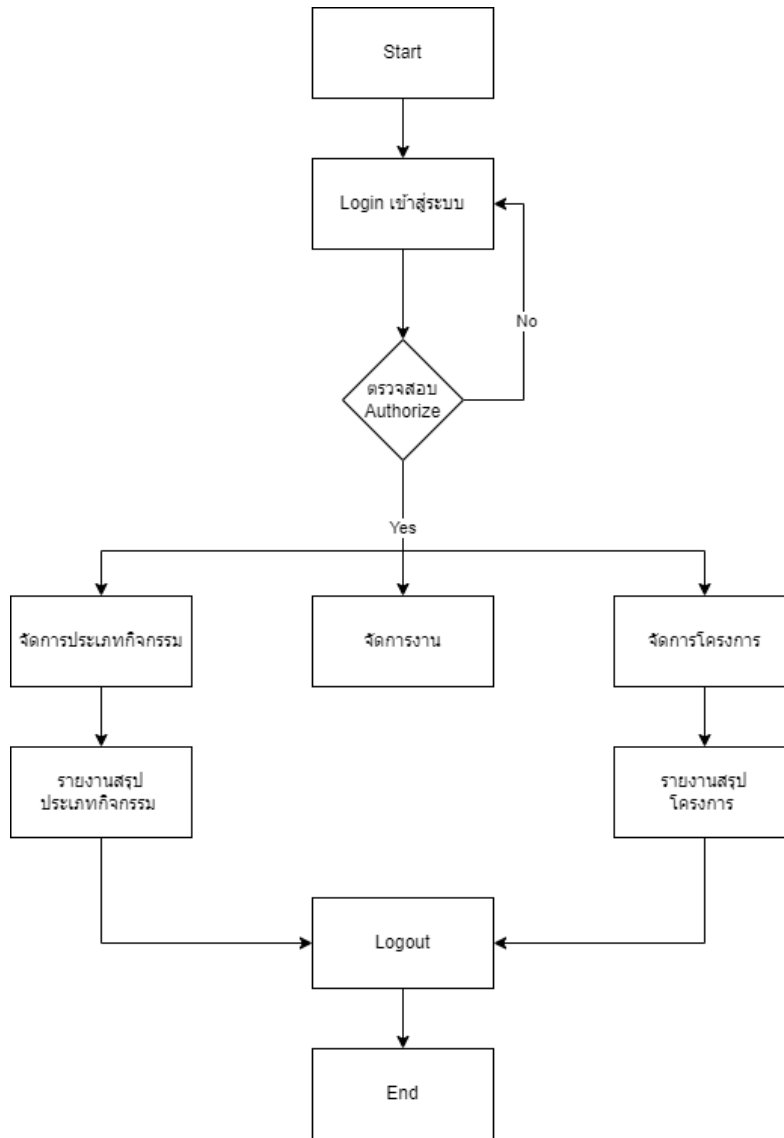 Start
Login เข้าสู่ระบบ
No
ตรวจสอบ
Authorize
Yes
จัดการประเภทกิจกรรม
จัดการงาน
จัดการโครงการ
รายงานสรุป
ประเภทกิจกรรม
รายงานสรุป
โครงการ
Logout
End